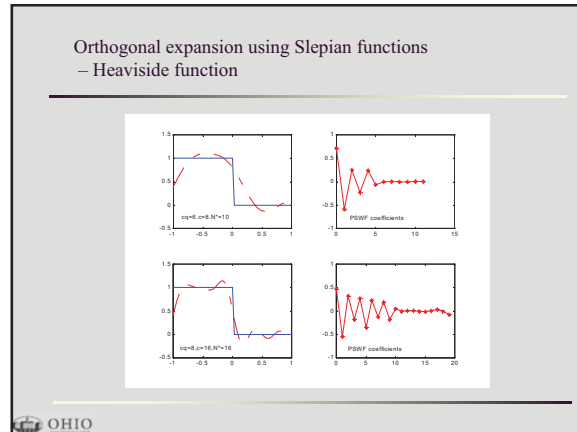 Orthogonal expansion using Slepian functions
– Heaviside function
1.5
1
0.5
0
-0.5
-1 -0.5 0 0.5 1
cq=6.c=8.N*=10
1
0.5
0
-0.5
-1
0 5 10 15
PSWF coefficients
1.5
1
0.5
0
-0.5
-1 -0.5 0 0.5 1
cq=8,c=16,N*=16
1
0.5
0
-0.5
-1
0 5 10 15 20
PSWF coefficients
OHIO